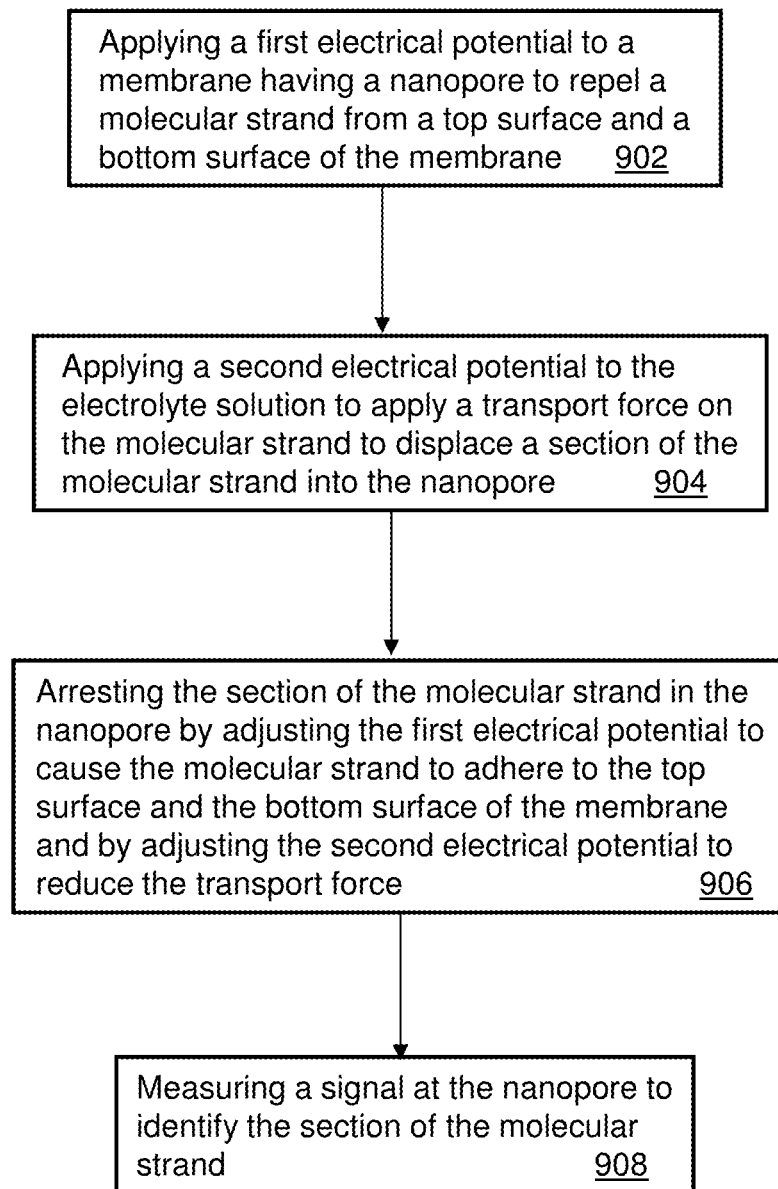 Applying a first electrical potential to a
membrane having a nanopore to repel a
molecular strand from a top surface and a
bottom surface of the membrane 902
Applying a second electrical potential to the
electrolyte solution to apply a transport force on
the molecular strand to displace a section of the
molecular strand into the nanopore 904
Arresting the section of the molecular strand in the
nanopore by adjusting the first electrical potential to
cause the molecular strand to adhere to the top
surface and the bottom surface of the membrane
and by adjusting the second electrical potential to
reduce the transport force 906
Measuring a signal at the nanopore to
identify the section of the molecular
strand 908